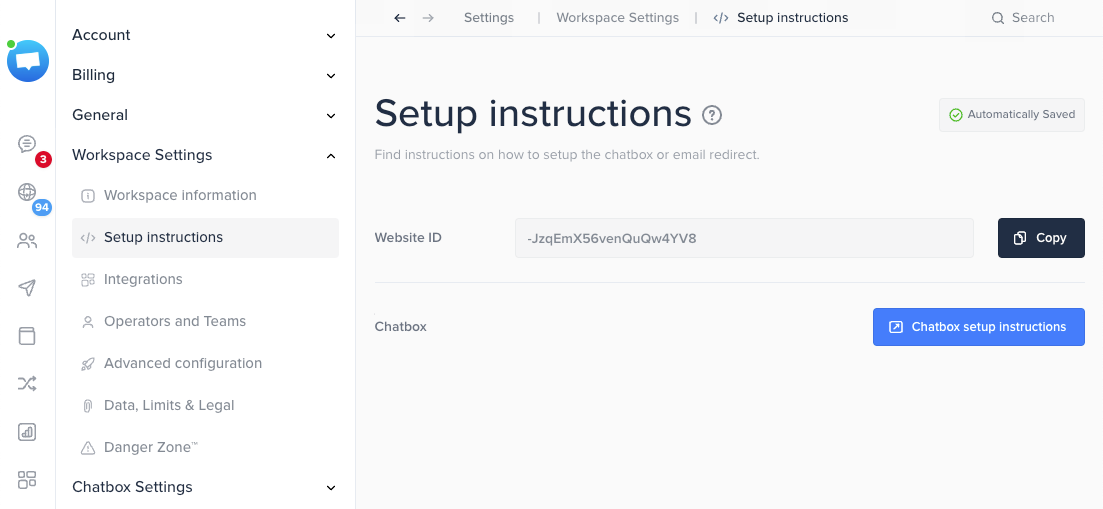 Settings | Workspace Settings | </> Setup instructions
Search
3
94
Account
Billing
General
Workspace Settings
Workspace information
Setup instructions
Integrations
Operators and Teams
Advanced configuration
Data, Limits & Legal
Danger Zone™
Chatbox Settings
Setup instructions
Automatically Saved
Find instructions on how to setup the chatbox or email redirect.
Website ID
-JzqEmX56venQuQw4YV8
Copy
Chatbox
Chatbox setup instructions